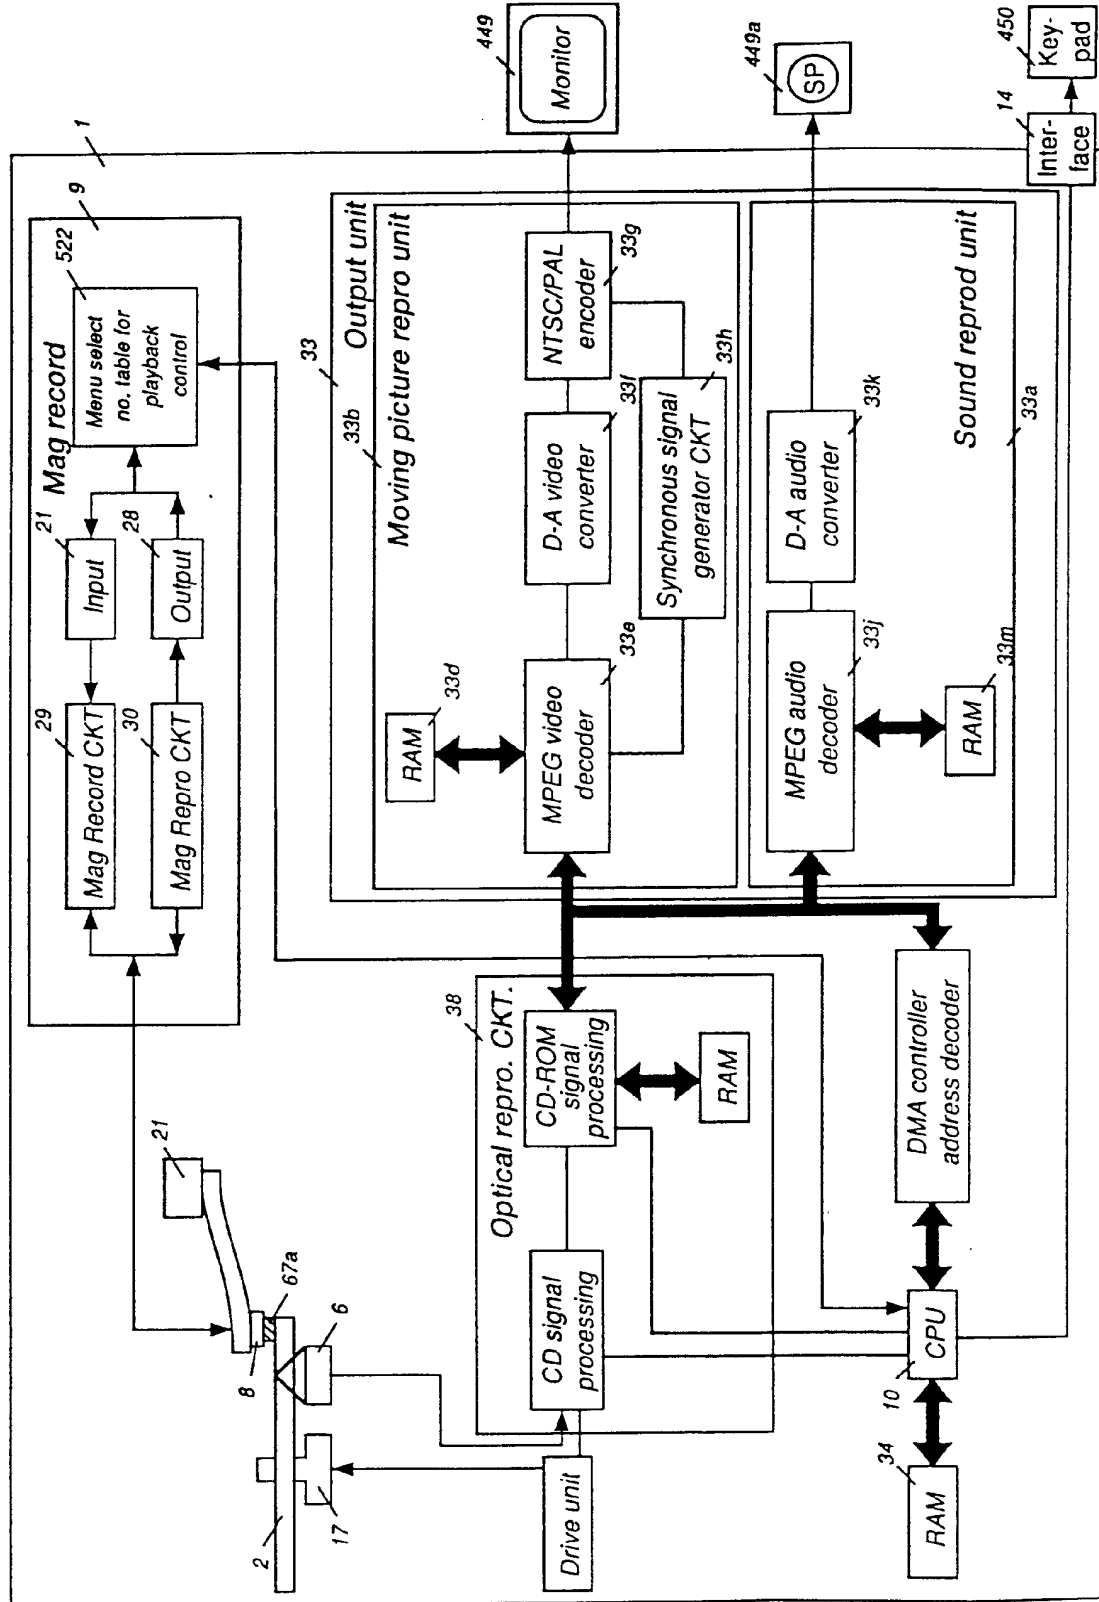 1
9
Mag record
522
Menu select
no. table for
playback
control
21
Input
28
Output
29
Mag Record CKT
30
Mag Repro CKT
449
Monitor
449a
SP
450
Key-
pad
14
Inter-
face
33
Output unit
33b
Moving picture repro unit
33g
NTSC/PAL
encoder
33f
D-A video
converter
33h
Synchronous signal
generator CKT
33e
MPEG video
decoder
33d
RAM
Sound reprod unit
33a
33k
D-A audio
converter
33j
MPEG audio
decoder
33m
RAM
38
Optical repro. CKT.
CD-ROM
signal
processing
RAM
CD signal
processing
DMA controller
address decoder
10
CPU
34
RAM
21
67a
8
6
17
2
Drive unit